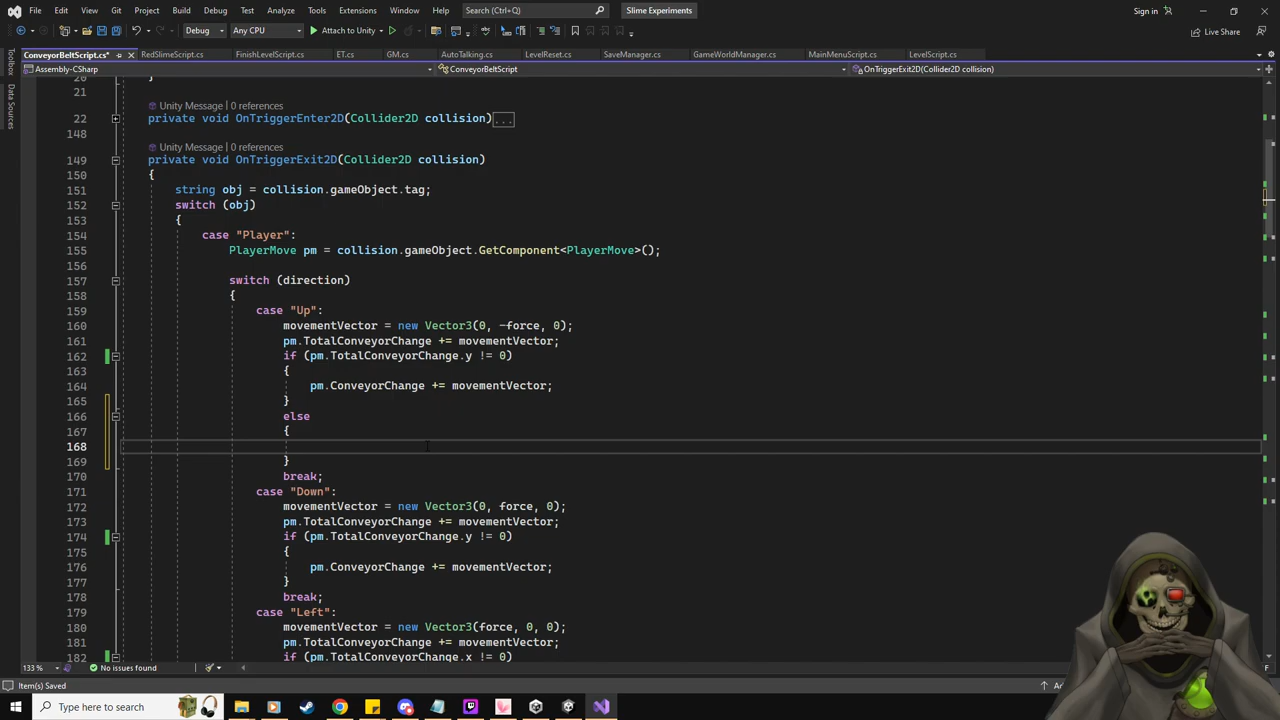 File Edit View Git Project Build Debug Test Analyze Tools Extensions Window Help Search (Ctrl+Q) Slime Experiments Sign in
Debug Any CPU Attach to Unity Live Share
ConveyorBeltScript.cs* RedSlimeScript.cs FinishLevelScript.cs ET.cs GM.cs AutoTalking.cs LevelReset.cs SaveManager.cs GameWorldManager.cs MainMenuScript.cs LevelScript.cs
Toolbox
Data Sources
Assembly-CSharp ConveyorBeltScript OnTriggerExit2D(Collider2D collision)
20 }
21
Unity Message | 0 references
22 private void OnTriggerEnter2D(Collider2D collision)...
148
Unity Message | 0 references
149 private void OnTriggerExit2D(Collider2D collision)
150 {
151 string obj = collision.gameObject.tag;
152 switch (obj)
153 {
154 case "Player":
155 PlayerMove pm = collision.gameObject.GetComponent<PlayerMove>();
156
157 switch (direction)
158 {
159 case "Up":
160 movementVector = new Vector3(0, -force, 0);
161 pm.TotalConveyorChange += movementVector;
162 if (pm.TotalConveyorChange.y != 0)
163 {
164 pm.ConveyorChange += movementVector;
165 }
166 else
167 {
168
169 }
170 break;
171 case "Down":
172 movementVector = new Vector3(0, force, 0);
173 pm.TotalConveyorChange += movementVector;
174 if (pm.TotalConveyorChange.y != 0)
175 {
176 pm.ConveyorChange += movementVector;
177 }
178 break;
179 case "Left":
180 movementVector = new Vector3(force, 0, 0);
181 pm.TotalConveyorChange += movementVector;
182 if (pm.TotalConveyorChange.x != 0)
133 % No issues found
Item(s) Saved
Type here to search